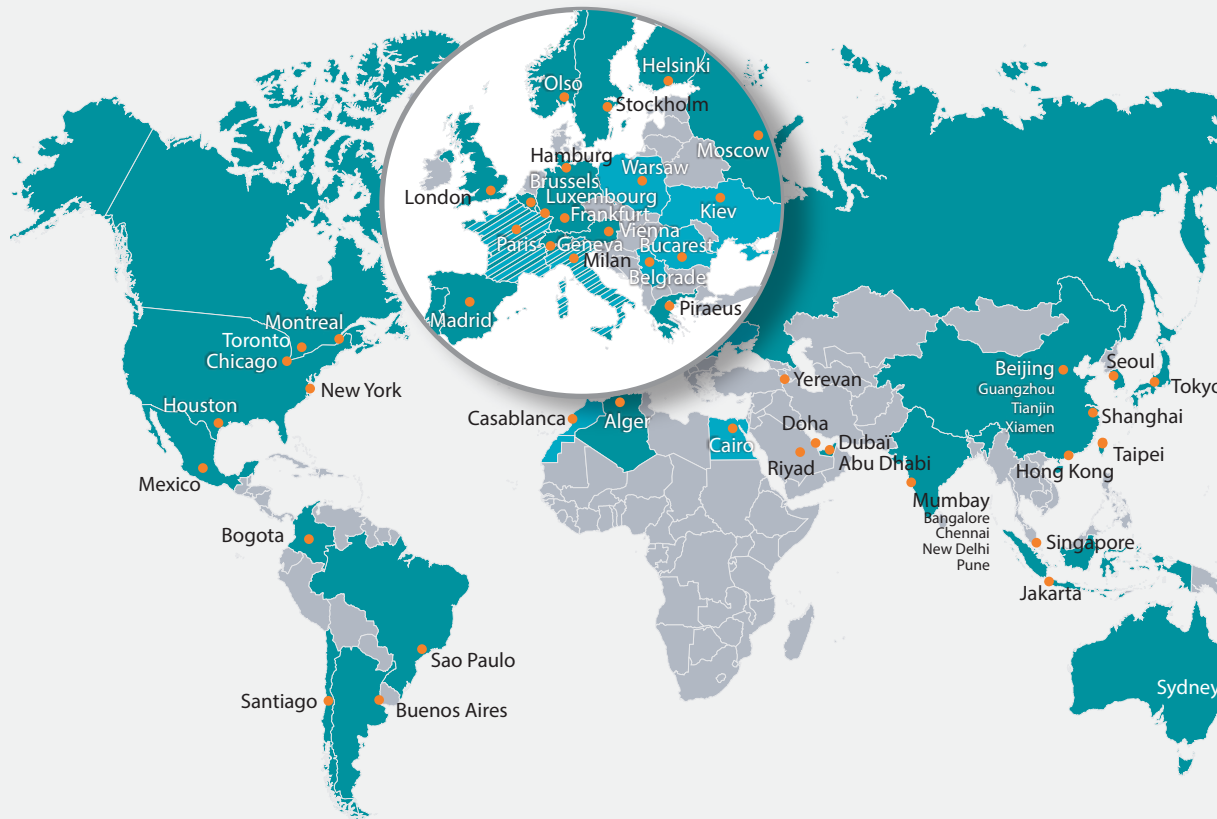 Helsinki
Olso
Stockholm
Moscow
Hamburg
Warsaw
Brussels
London
Luxembourg
Kiev
Frankfurt
Vienna
Paris
Geneva
Bucarest
Milan
Belgrade
Madrid
Piraeus
Montreal
Toronto
Chicago
New York
Houston
Mexico
Bogota
Sao Paulo
Santiago
Buenos Aires
Casablanca
Alger
Cairo
Yerevan
Doha
Dubaï
Riyad
Abu Dhabi
Beijing
Guangzhou
Tianjin
Xiamen
Seoul
Tokyo
Shanghai
Taipei
Hong Kong
Mumbay
Bangalore
Chennai
New Delhi
Pune
Singapore
Jakarta
Sydney